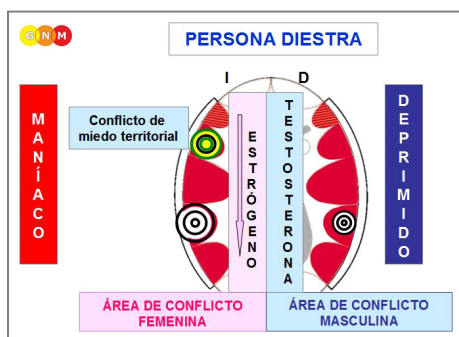 GNM
PERSONA DIESTRA
I D
MANÍACO
Conflicto de
miedo territorial
ESTRÓGENO
TESTOSTERONA
DEPRIMIDO
ÁREA DE CONFLICTO
FEMENINA
ÁREA DE CONFLICTO
MASCULINA